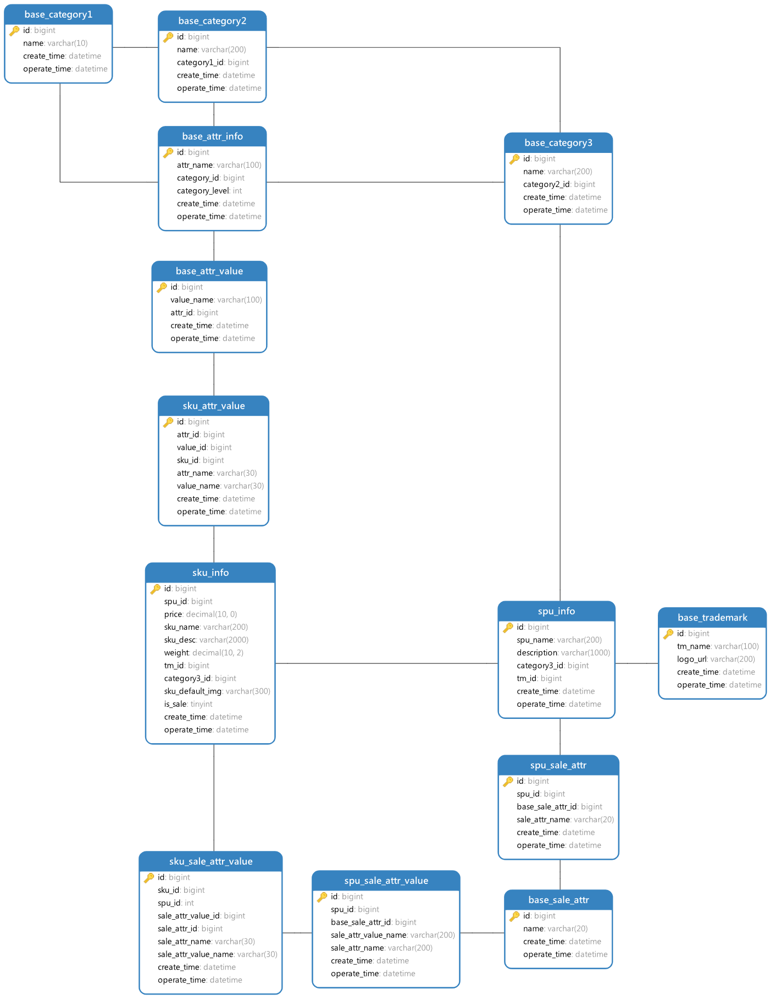 base_category1
id: bigint
name: varchar(10)
create_time: datetime
operate_time: datetime
base_category2
id: bigint
name: varchar(200)
category1_id: bigint
create_time: datetime
operate_time: datetime
base_attr_info
id: bigint
attr_name: varchar(100)
category_id: bigint
category_level: int
create_time: datetime
operate_time: datetime
base_category3
id: bigint
name: varchar(200)
category2_id: bigint
create_time: datetime
operate_time: datetime
base_attr_value
id: bigint
value_name: varchar(100)
attr_id: bigint
create_time: datetime
operate_time: datetime
sku_attr_value
id: bigint
attr_id: bigint
value_id: bigint
sku_id: bigint
attr_name: varchar(30)
value_name: varchar(30)
create_time: datetime
operate_time: datetime
sku_info
id: bigint
spu_id: bigint
price: decimal(10, 0)
sku_name: varchar(200)
sku_desc: varchar(2000)
weight: decimal(10, 2)
tm_id: bigint
category3_id: bigint
sku_default_img: varchar(300)
is_sale: tinyint
create_time: datetime
operate_time: datetime
spu_info
id: bigint
spu_name: varchar(200)
description: varchar(1000)
category3_id: bigint
tm_id: bigint
create_time: datetime
operate_time: datetime
base_trademark
id: bigint
tm_name: varchar(100)
logo_url: varchar(200)
create_time: datetime
operate_time: datetime
spu_sale_attr
id: bigint
spu_id: bigint
base_sale_attr_id: bigint
sale_attr_name: varchar(20)
create_time: datetime
operate_time: datetime
sku_sale_attr_value
id: bigint
sku_id: bigint
spu_id: int
sale_attr_value_id: bigint
sale_attr_id: bigint
sale_attr_name: varchar(30)
sale_attr_value_name: varchar(30)
create_time: datetime
operate_time: datetime
spu_sale_attr_value
id: bigint
spu_id: bigint
base_sale_attr_id: bigint
sale_attr_value_name: varchar(200)
sale_attr_name: varchar(200)
create_time: datetime
operate_time: datetime
base_sale_attr
id: bigint
name: varchar(20)
create_time: datetime
operate_time: datetime